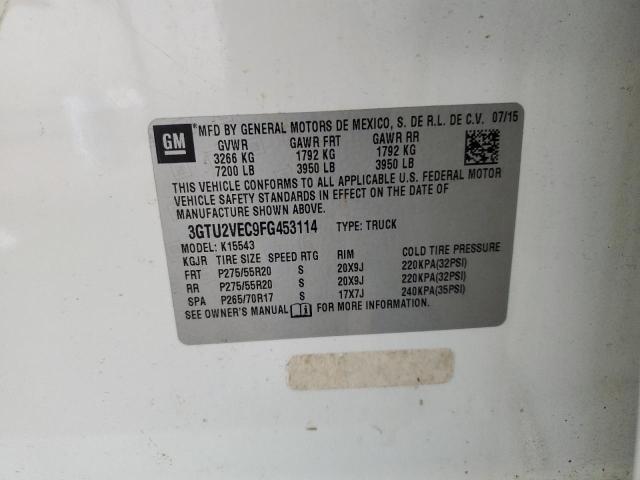 GM
*MFD BY GENERAL MOTORS DE MEXICO, S. DE R.L. DE C.V. 07/15
GVWR GAWR FRT GAWR RR
3266 KG 1792 KG 1792 KG
7200 LB 3950 LB 3950 LB
THIS VEHICLE CONFORMS TO ALL APPLICABLE U.S. FEDERAL MOTOR
VEHICLE SAFETY STANDARDS IN EFFECT ON THE DATE OF
MANUFACTURE SHOWN ABOVE.
3GTU2VEC9FG453114 TYPE: TRUCK
MODEL: K15543
KGJR TIRE SIZE SPEED RTG RIM COLD TIRE PRESSURE
FRT P275/55R20 S 20X9J 220KPA(32PSI)
RR P275/55R20 S 20X9J 220KPA(32PSI)
SPA P265/70R17 S 17X7J 240KPA(35PSI)
SEE OWNER'S MANUAL FOR MORE INFORMATION.